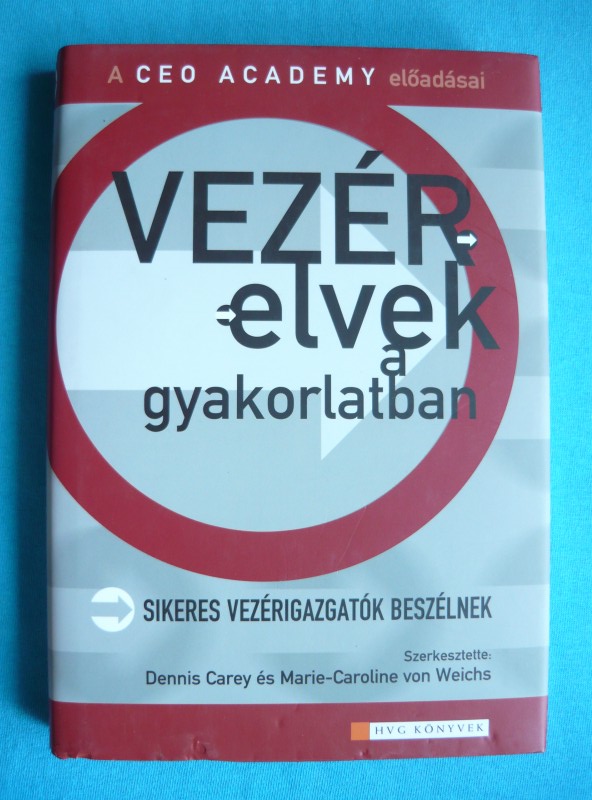 A CEO ACADEMY előadásai
VEZÉR
elvek
a
gyakorlatban
SIKERES VEZÉRIGAZGATÓK BESZÉLNEK
Szerkesztette:
Dennis Carey és Marie-Caroline von Weichs
HVG KÖNYVEK